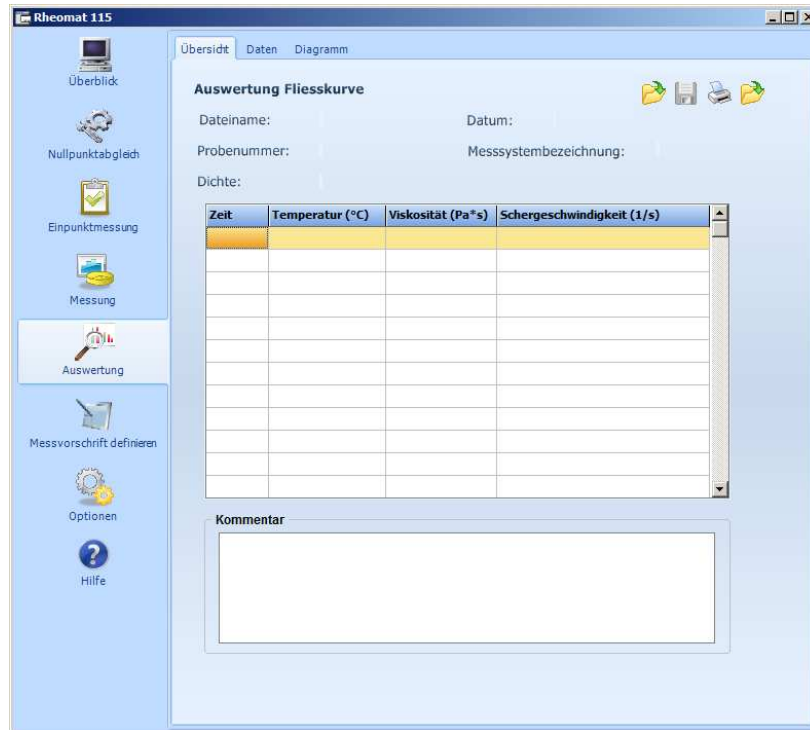 Rheomat 115
Überblick
Nullpunktabgleich
Einpunktmessung
Messung
Auswertung
Messvorschrift definieren
Optionen
Hilfe
Übersicht Daten Diagramm
Auswertung Fliesskurve
Dateiname: Datum:
Probenummer: Messsystembezeichnung:
Dichte:
Zeit Temperatur (°C) Viskosität (Pa*s) Schergeschwindigkeit (1/s)
Kommentar